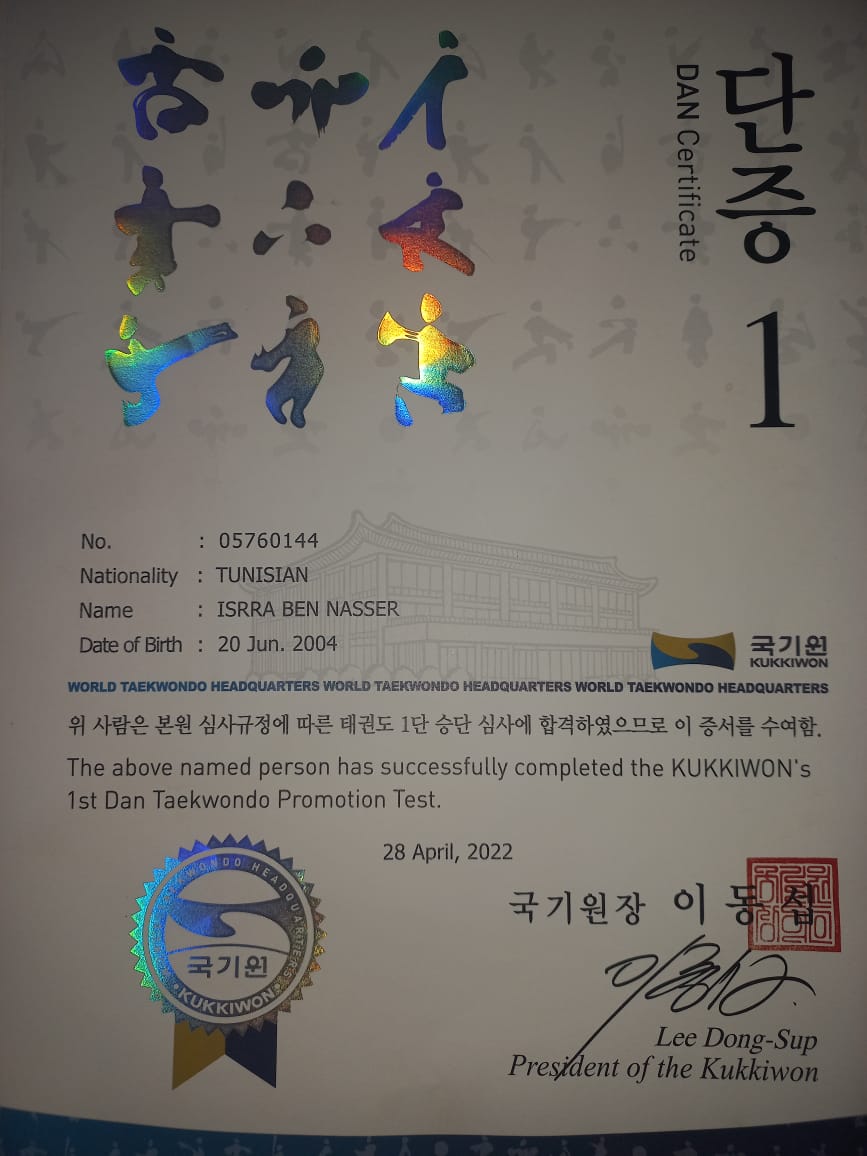 단증
DAN Certificate
1
No. : 05760144
Nationality : TUNISIAN
Name : ISRRA BEN NASSER
Date of Birth : 20 Jun. 2004
국기원
KUKKIWON
WORLD TAEKWONDO HEADQUARTERS WORLD TAEKWONDO HEADQUARTERS WORLD TAEKWONDO HEADQUARTERS
위 사람은 본원 심사규정에 따른 태권도 1단 승단 심사에 합격하였으므로 이 증서를 수여함.
The above named person has successfully completed the KUKKIWON's
1st Dan Taekwondo Promotion Test.
28 April, 2022
TAEKWONDO HEADQUARTERS
국기원
KUKKIWON
국기원장 이동섭
Lee Dong-Sup
President of the Kukkiwon